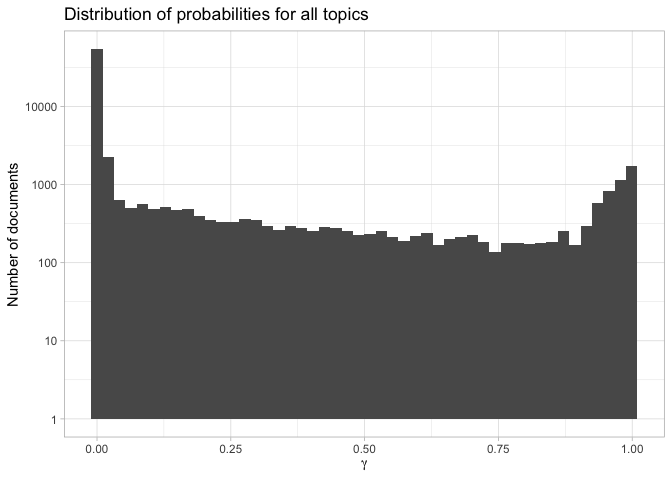 Distribution of probabilities for all topics
Number of documents
10000
1000
100
10
1
0.00 0.25 0.50 0.75 1.00
γ